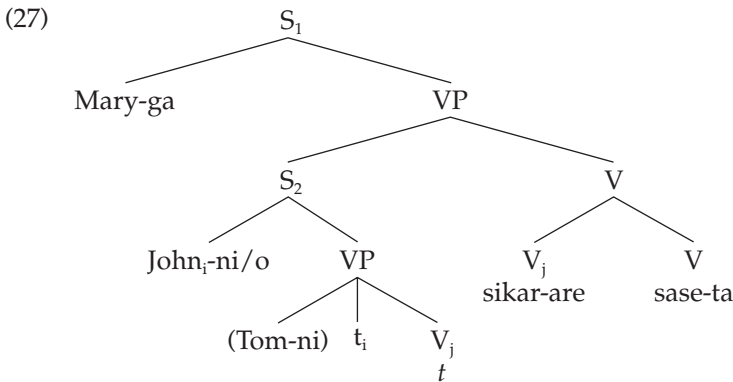 (27) S₁
Mary-ga VP
S₂ V
Johnᵢ-ni/o VP Vⱼ V
sikar-are sase-ta
(Tom-ni) tᵢ Vⱼ
t